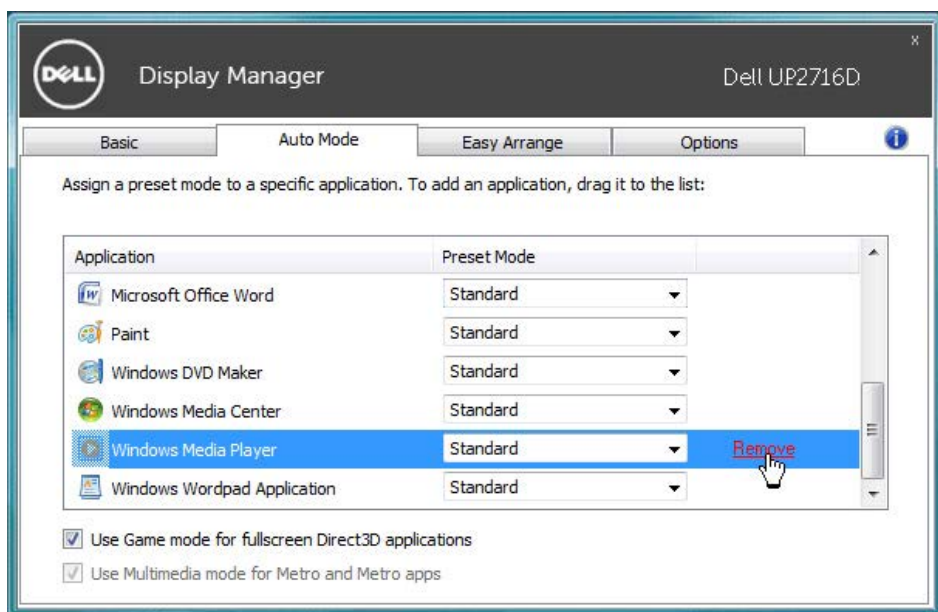 DELL Display Manager Dell UP2716D x
Basic Auto Mode Easy Arrange Options i
Assign a preset mode to a specific application. To add an application, drag it to the list:
Application Preset Mode
Microsoft Office Word Standard
Paint Standard
Windows DVD Maker Standard
Windows Media Center Standard
Windows Media Player Standard Remove
Windows Wordpad Application Standard
Use Game mode for fullscreen Direct3D applications
Use Multimedia mode for Metro and Metro apps